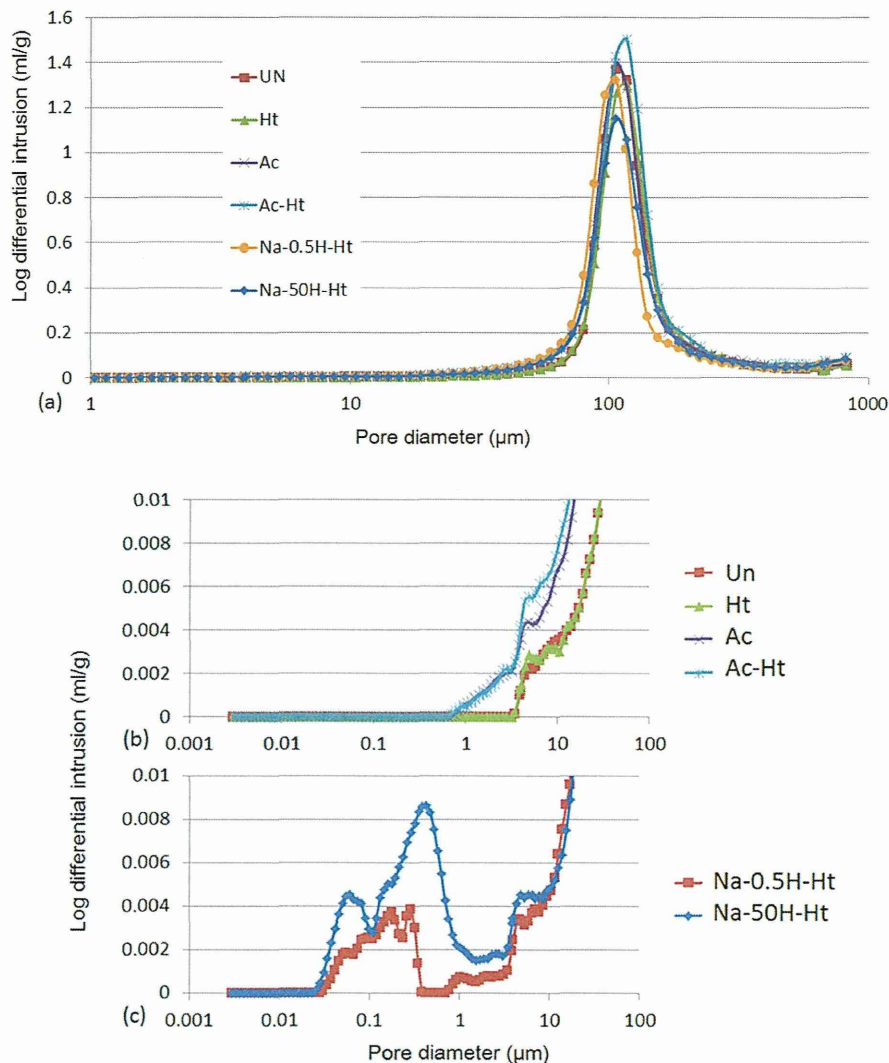 Log differential intrusion (ml/g)
1.6
1.4
1.2
1
0.8
0.6
0.4
0.2
0
UN
Ht
Ac
Ac-Ht
Na-0.5H-Ht
Na-50H-Ht
1 10 100 1000
(a)
Pore diameter (µm)
Log differential intrusion (ml/g)
0.01
0.008
0.006
0.004
0.002
0
Un
Ht
Ac
Ac-Ht
(b)
0.001 0.01 0.1 1 10 100
0.01
0.008
0.006
0.004
0.002
0
Na-0.5H-Ht
Na-50H-Ht
(c)
0.001 0.01 0.1 1 10 100
Pore diameter (µm)